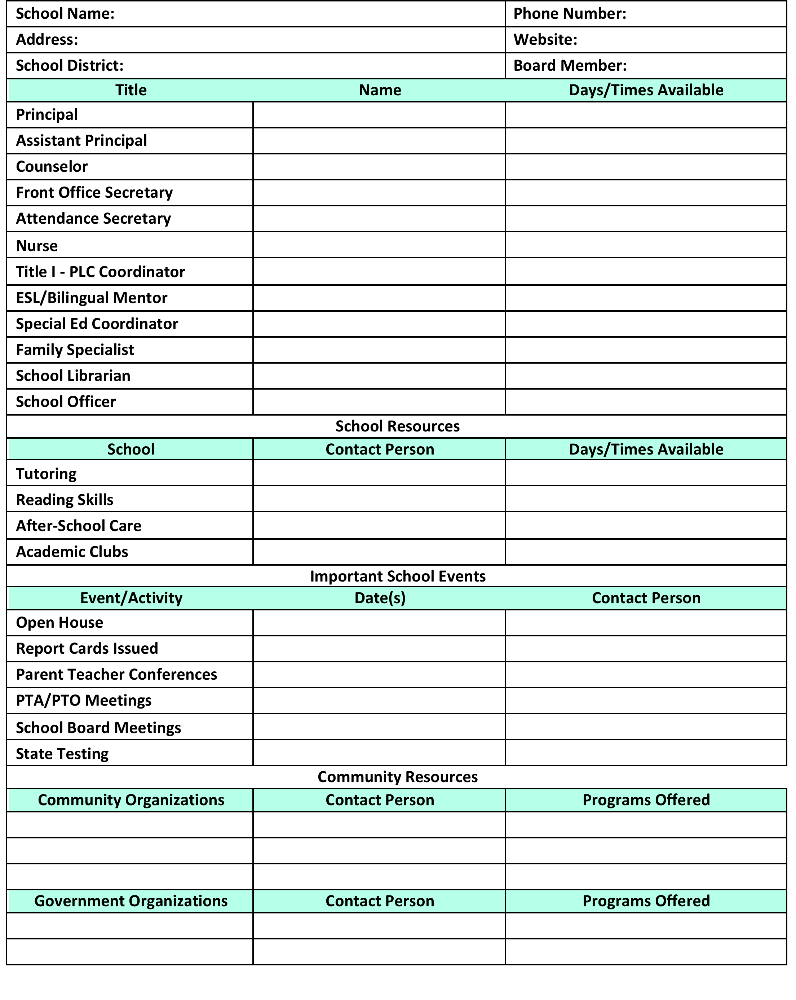 School Name: Phone Number:
Address: Website:
School District: Board Member:
Title Name Days/Times Available
Principal
Assistant Principal
Counselor
Front Office Secretary
Attendance Secretary
Nurse
Title I - PLC Coordinator
ESL/Bilingual Mentor
Special Ed Coordinator
Family Specialist
School Librarian
School Officer
School Resources
School Contact Person Days/Times Available
Tutoring
Reading Skills
After-School Care
Academic Clubs
Important School Events
Event/Activity Date(s) Contact Person
Open House
Report Cards Issued
Parent Teacher Conferences
PTA/PTO Meetings
School Board Meetings
State Testing
Community Resources
Community Organizations Contact Person Programs Offered
Government Organizations Contact Person Programs Offered